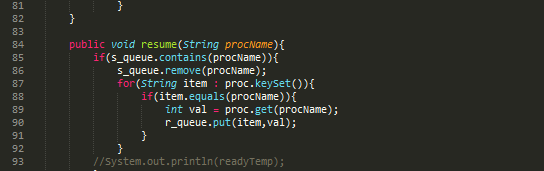 81 }
82 }
83
84 public void resume(String procName){
85 if(s_queue.contains(procName)){
86 s_queue.remove(procName);
87 for(String item : proc.keySet()){
88 if(item.equals(procName)){
89 int val = proc.get(procName);
90 r_queue.put(item,val);
91 }
92 }
93 //System.out.println(readyTemp);